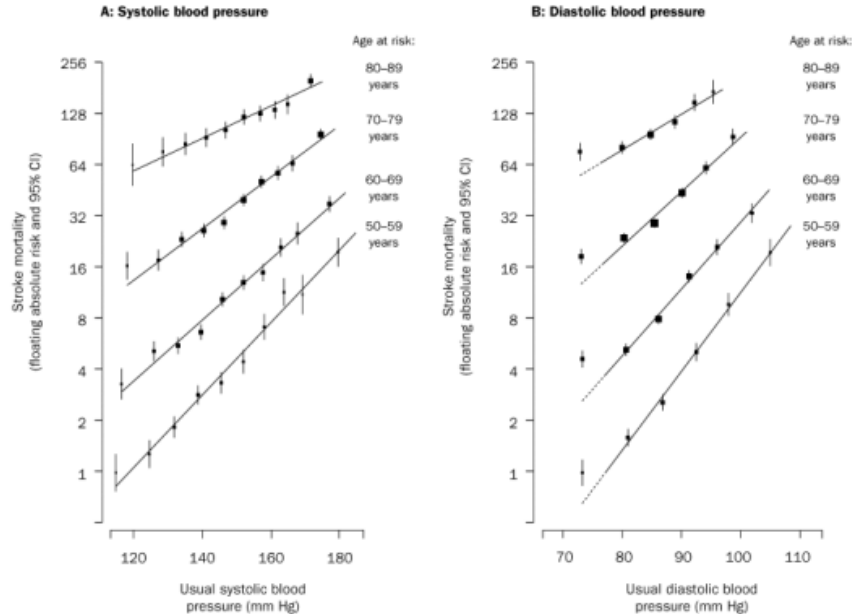 A: Systolic blood pressure
Age at risk:
256
128
64
32
16
8
4
2
1
80–89
years
70–79
years
60–69
years
50–59
years
Stroke mortality
(floating absolute risk and 95% CI)
120
140
160
180
Usual systolic blood
pressure (mm Hg)
B: Diastolic blood pressure
Age at risk:
256
128
64
32
16
8
4
2
1
80–89
years
70–79
years
60–69
years
50–59
years
Stroke mortality
(floating absolute risk and 95% CI)
70
80
90
100
110
Usual diastolic blood
pressure (mm Hg)